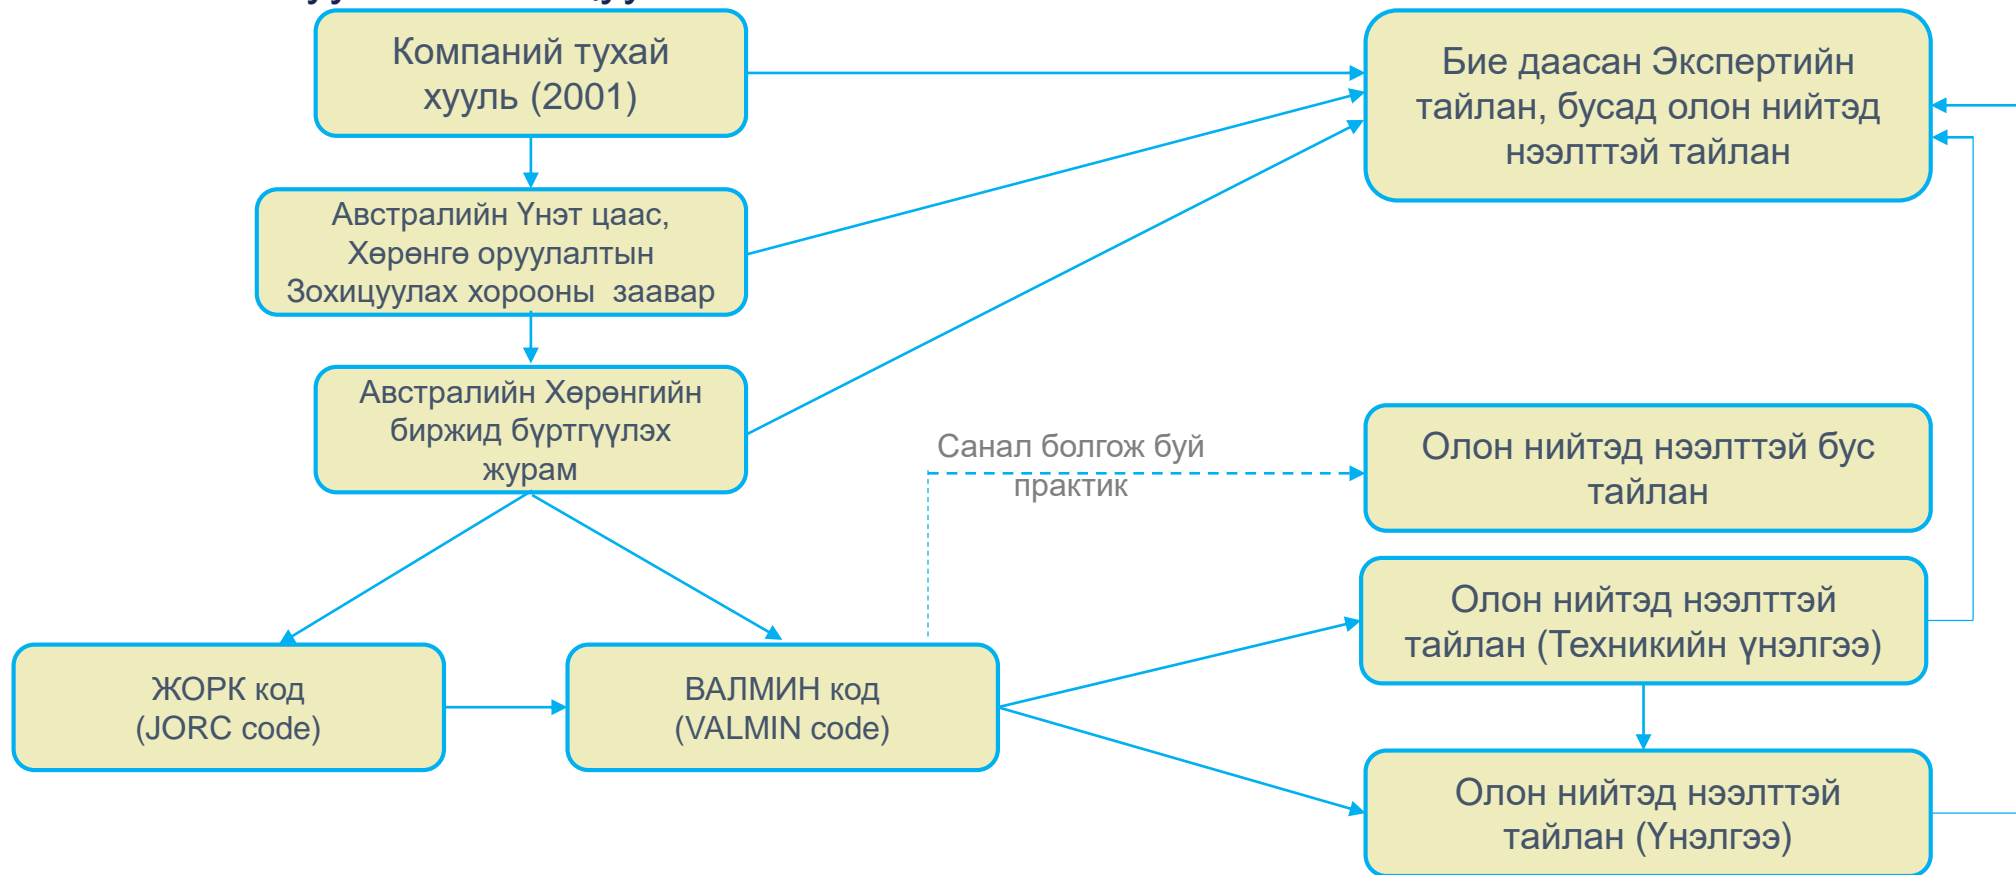 Компаний тухай
хууль (2001)
Бие даасан Экспертийн
тайлан, бусад олон нийтэд
нээлттэй тайлан
Австралийн Үнэт цаас,
Хөрөнгө оруулалтын
Зохицуулах хорооны заавар
Австралийн Хөрөнгийн
биржид бүртгүүлэх
журам
Санал болгож буй
практик
Олон нийтэд нээлттэй бус
тайлан
Олон нийтэд нээлттэй
тайлан (Техникийн үнэлгээ)
ЖОРК код
(JORC code)
ВАЛМИН код
(VALMIN code)
Олон нийтэд нээлттэй
тайлан (Үнэлгээ)